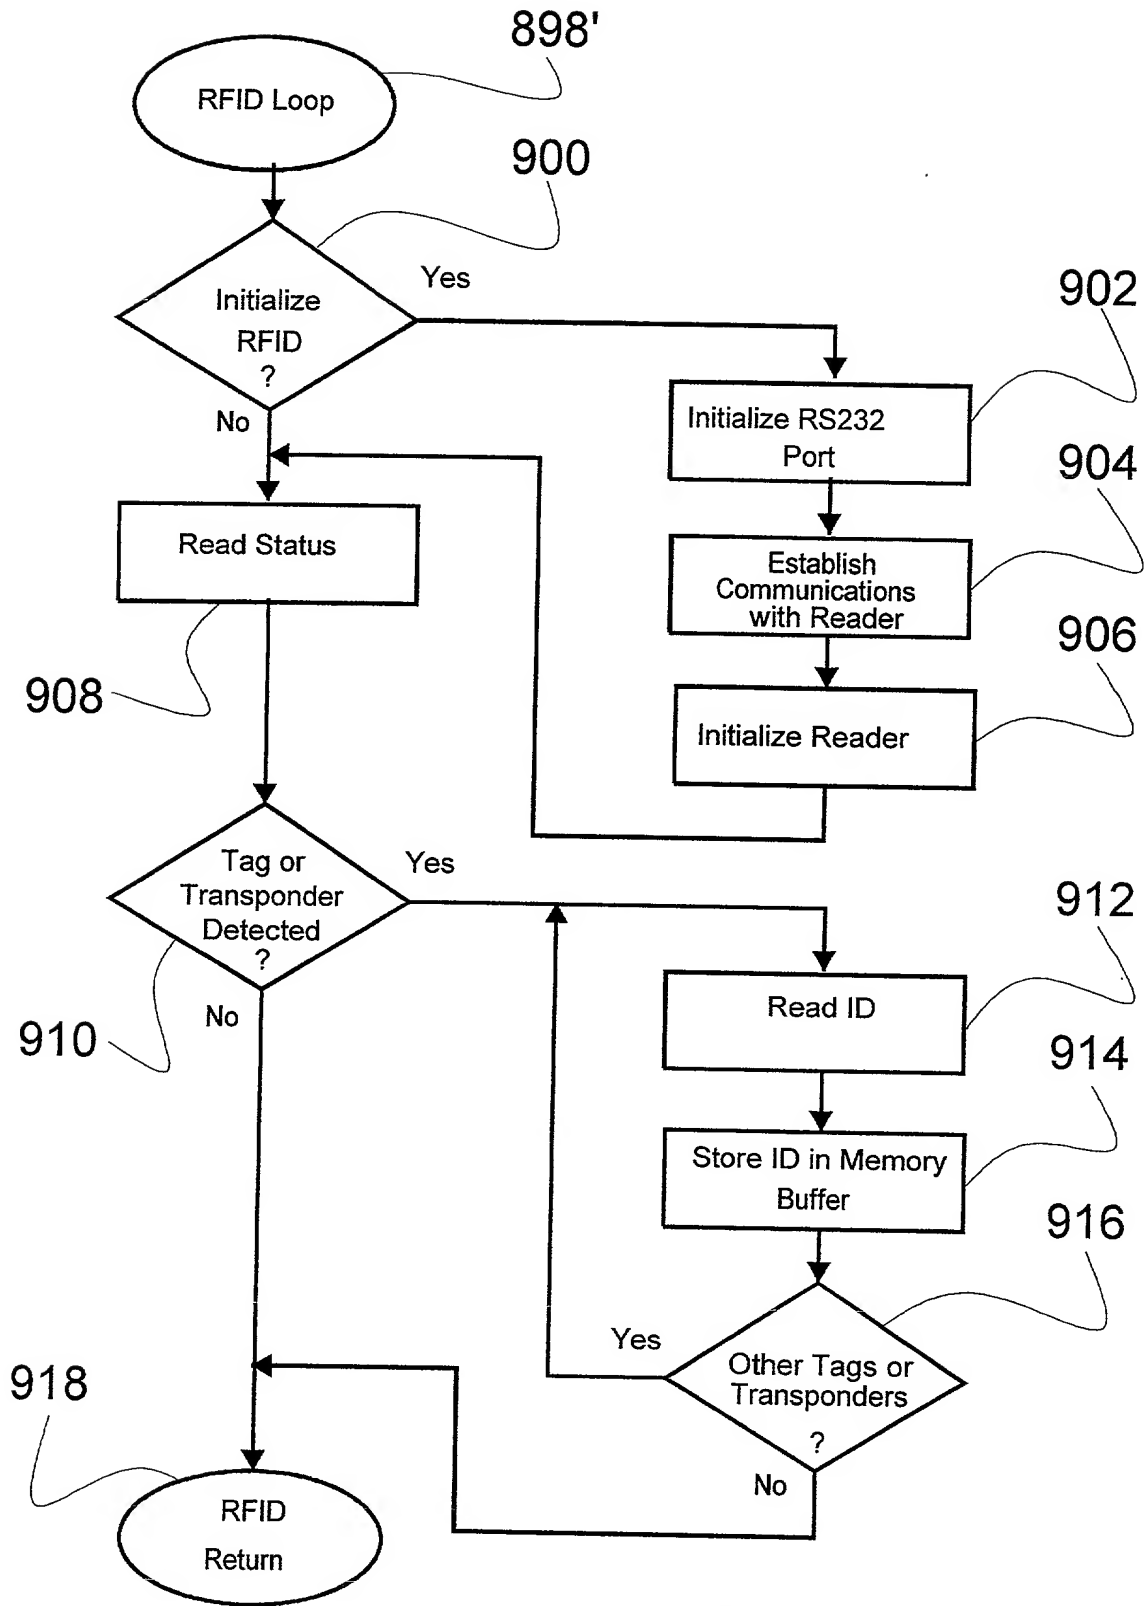 898'
RFID Loop
900
Yes
Initialize
RFID
?
No
902
Initialize RS232
Port
904
Establish
Communications
with Reader
906
Initialize Reader
Read Status
908
Tag or
Transponder
Detected
?
Yes
No
910
912
Read ID
914
Store ID in Memory
Buffer
916
Yes
Other Tags or
Transponders
?
No
918
RFID
Return